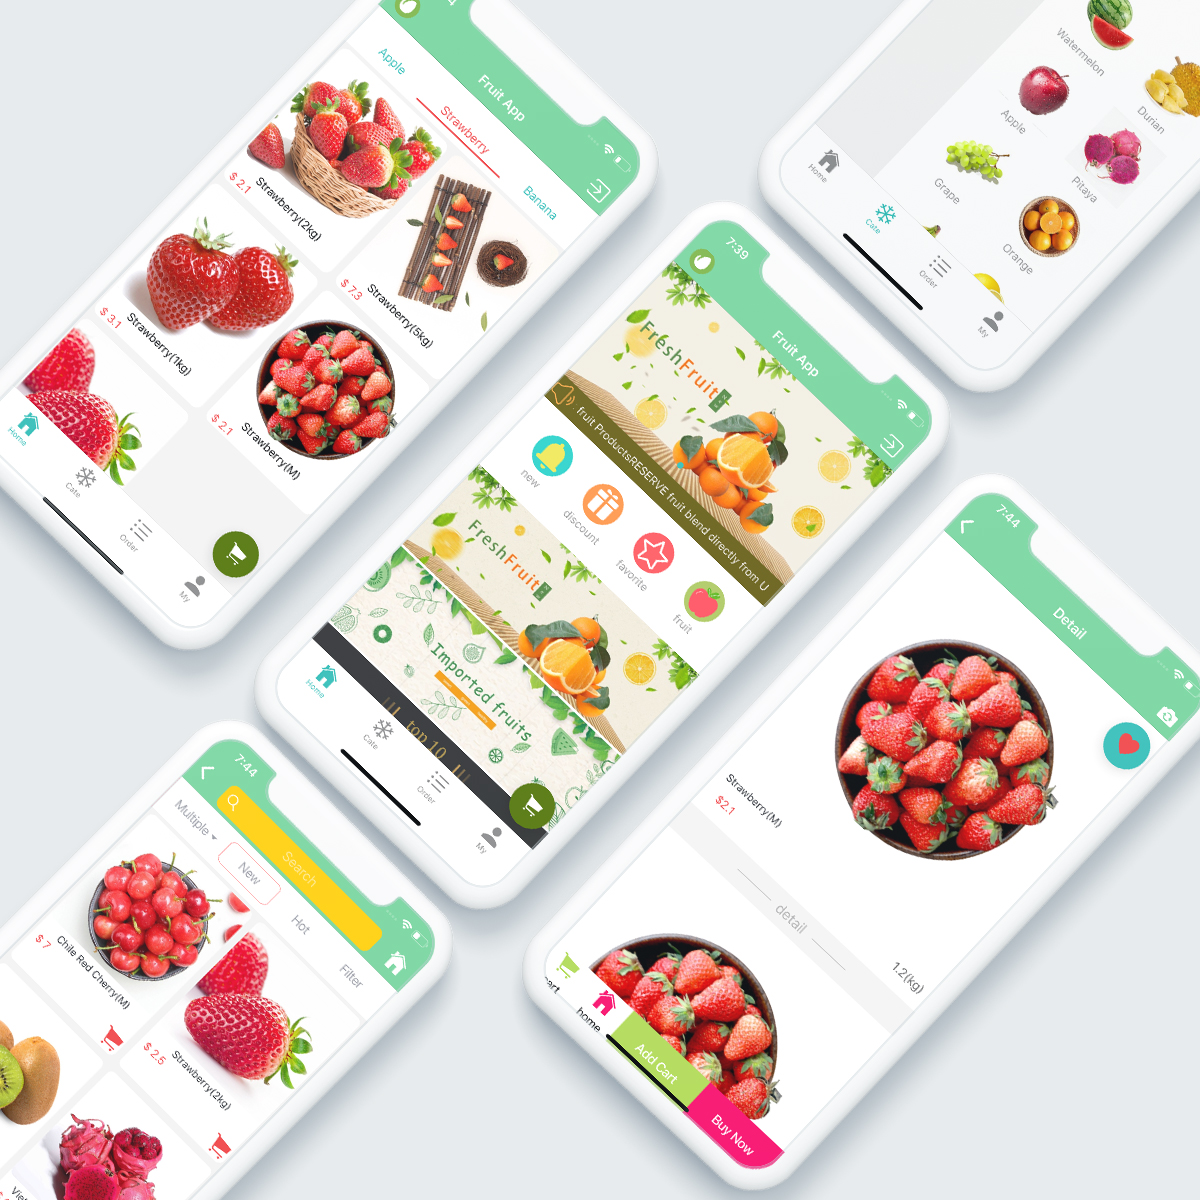 Fruit App
Apple
Strawberry
Banana
$ 2.1
Strawberry(2kg)
$ 7.3
Strawberry(5kg)
$ 3.1
Strawberry(1kg)
$ 2.1
Strawberry(M)
Home
Cate
Order
My
Watermelon
Durian
Apple
Pitaya
Grape
Orange
Home
Cate
Order
My
7:39
Fruit App
FreshFruit
fruit ProductsRESERVE fruit blend directly from U
new
discount
favorite
fruit
FreshFruit
Imported fruits
top 10
Home
Cate
Order
My
7:44
Detail
Strawberry(M)
$2.1
detail
1.2(kg)
cart
home
Add Cart
Buy Now
7:44
Search
Multiple
New
Hot
Filter
$ 7
Chile Red Cherry(M)
$ 2.5
Strawberry(2kg)